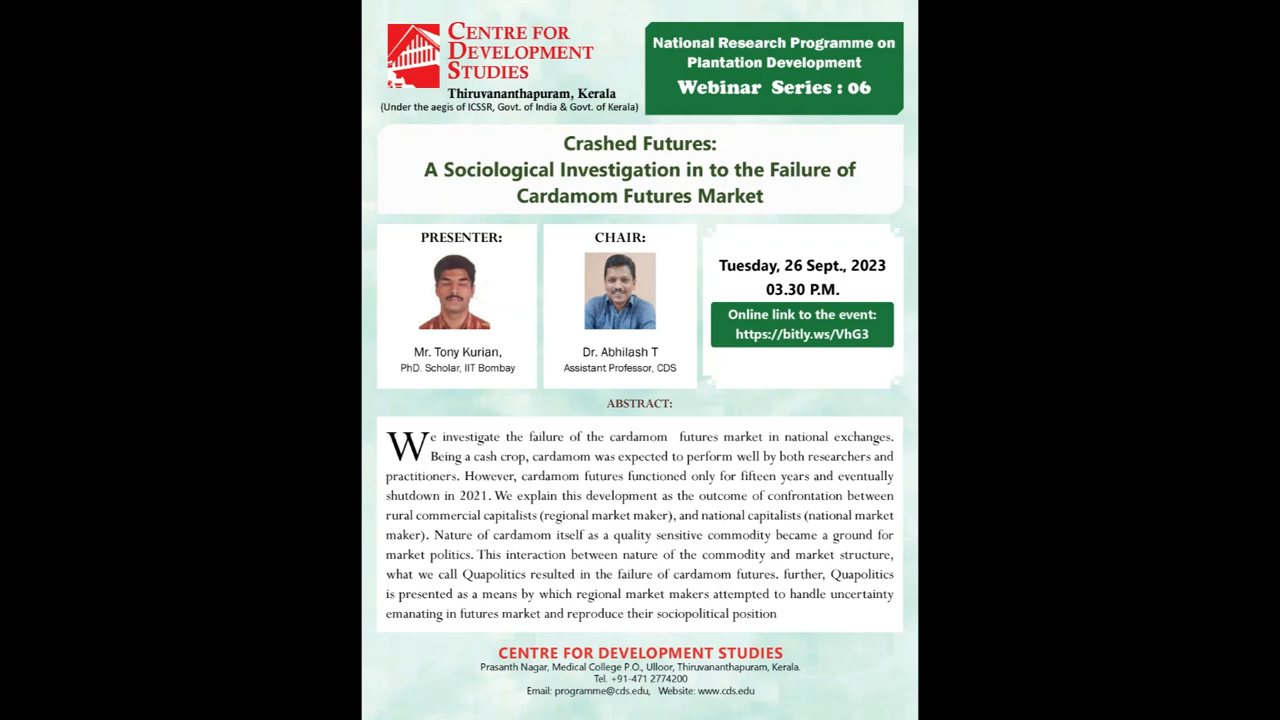 CENTRE FOR
DEVELOPMENT
STUDIES
Thiruvananthapuram, Kerala
(Under the aegis of ICSSR, Govt. of India & Govt. of Kerala)
National Research Programme on
Plantation Development
Webinar Series : 06
Crashed Futures:
A Sociological Investigation in to the Failure of
Cardamom Futures Market
PRESENTER:
Mr. Tony Kurian,
PhD. Scholar, IIT Bombay
CHAIR:
Dr. Abhilash T
Assistant Professor, CDS
Tuesday, 26 Sept., 2023
03.30 P.M.
Online link to the event:
https://bitly.ws/VhG3
ABSTRACT:
We investigate the failure of the cardamom futures market in national exchanges.
Being a cash crop, cardamom was expected to perform well by both researchers and
practitioners. However, cardamom futures functioned only for fifteen years and eventually
shutdown in 2021. We explain this development as the outcome of confrontation between
rural commercial capitalists (regional market maker), and national capitalists (national market
maker). Nature of cardamom itself as a quality sensitive commodity became a ground for
market politics. This interaction between nature of the commodity and market structure,
what we call Quapolitics resulted in the failure of cardamom futures. further, Quapolitics
is presented as a means by which regional market makers attempted to handle uncertainty
emanating in futures market and reproduce their sociopolitical position
CENTRE FOR DEVELOPMENT STUDIES
Prasanth Nagar, Medical College P.O., Ulloor, Thiruvananthapuram, Kerala.
Tel. +91-471 2774200
Email: programme@cds.edu, Website: www.cds.edu